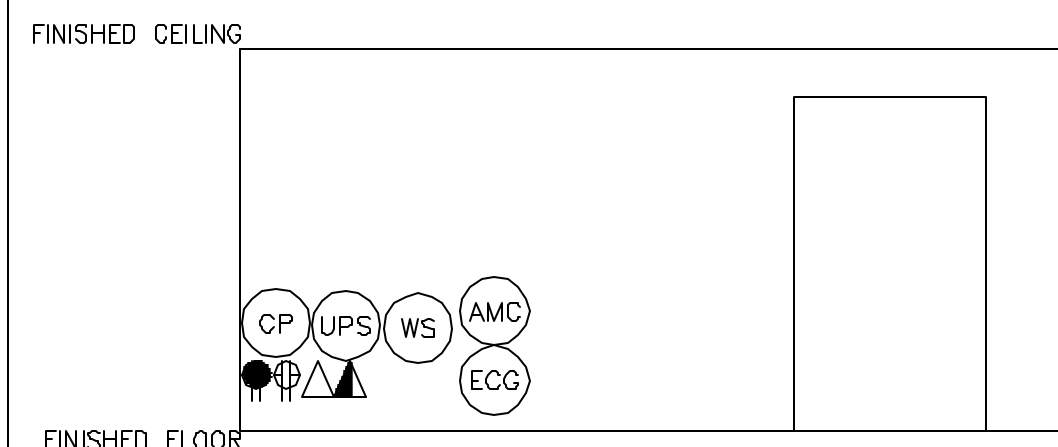 FINISHED CEILING
CP
UPS
WS
AMC
ECG
FINISHED FLOOR